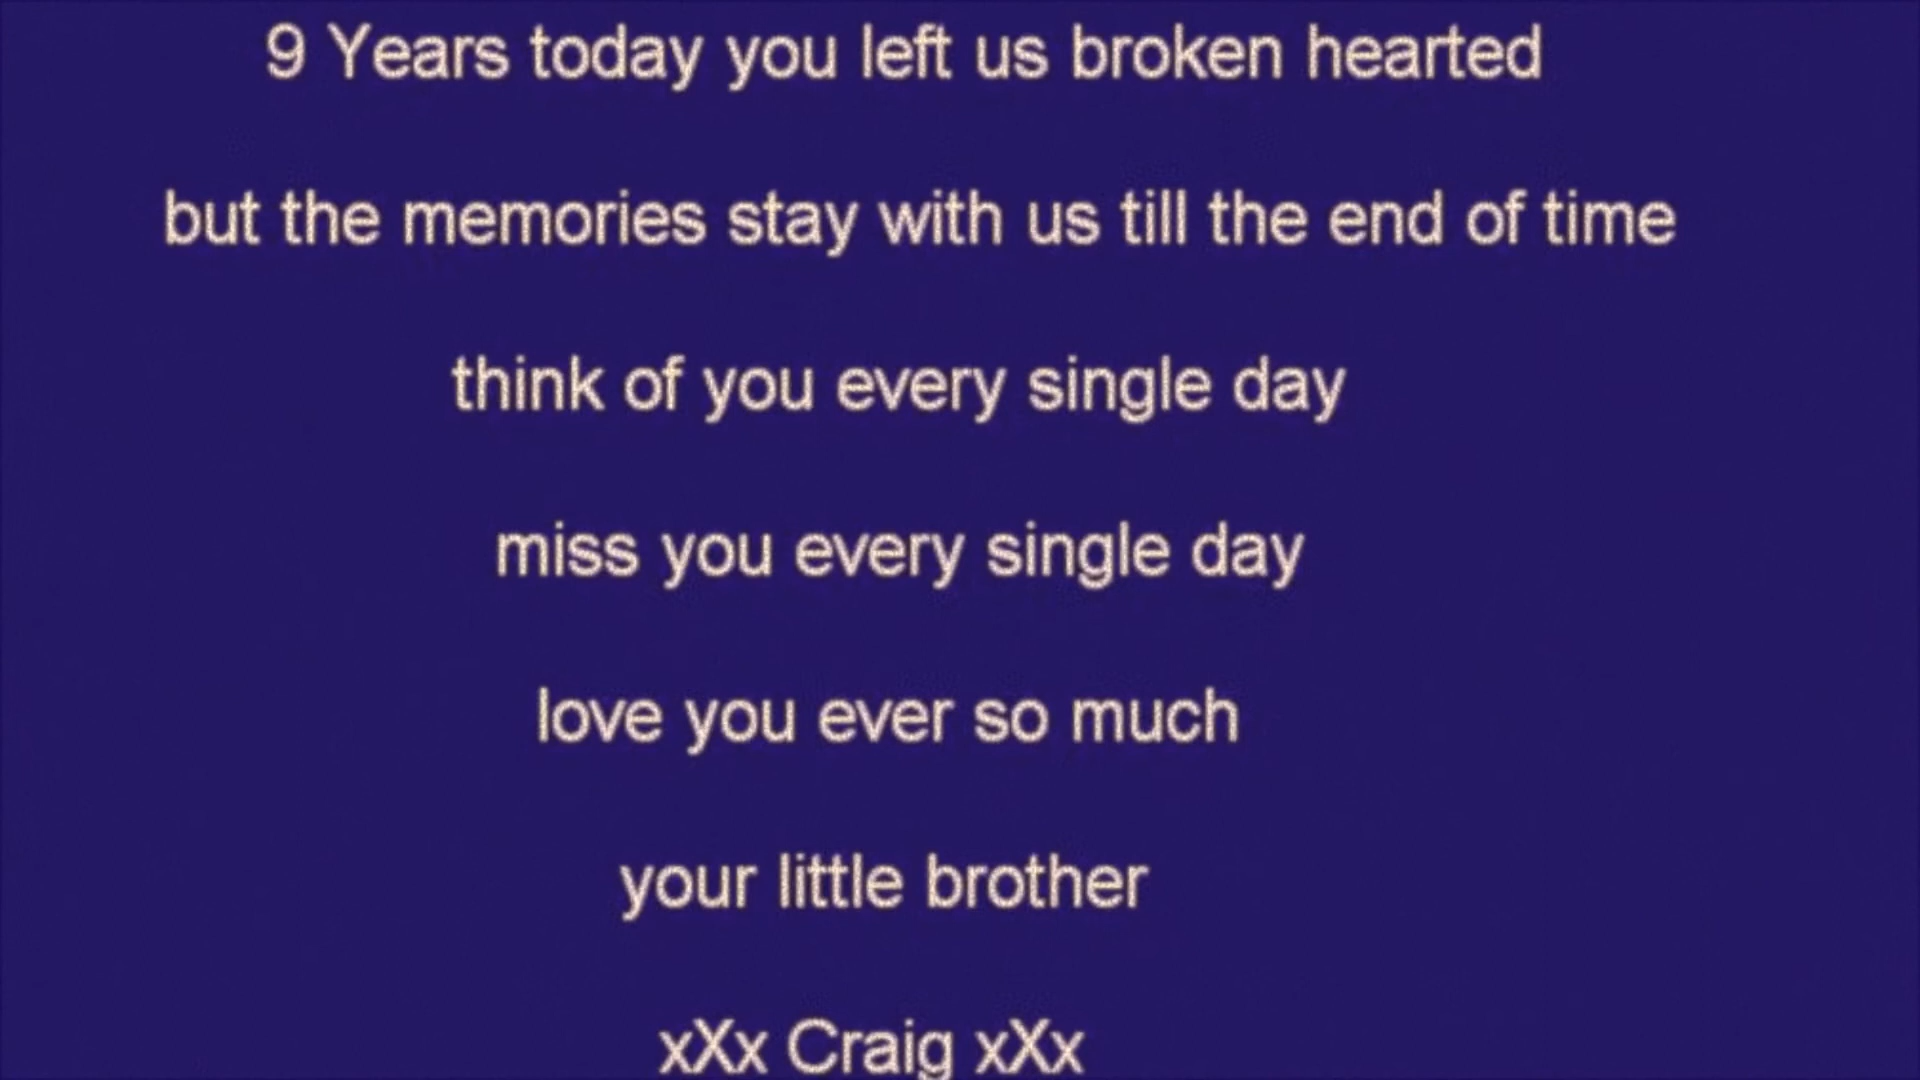 9 Years today you left us broken hearted
but the memories stay with us till the end of time
think of you every single day
miss you every single day
love you ever so much
your little brother
xXx Craig xXx